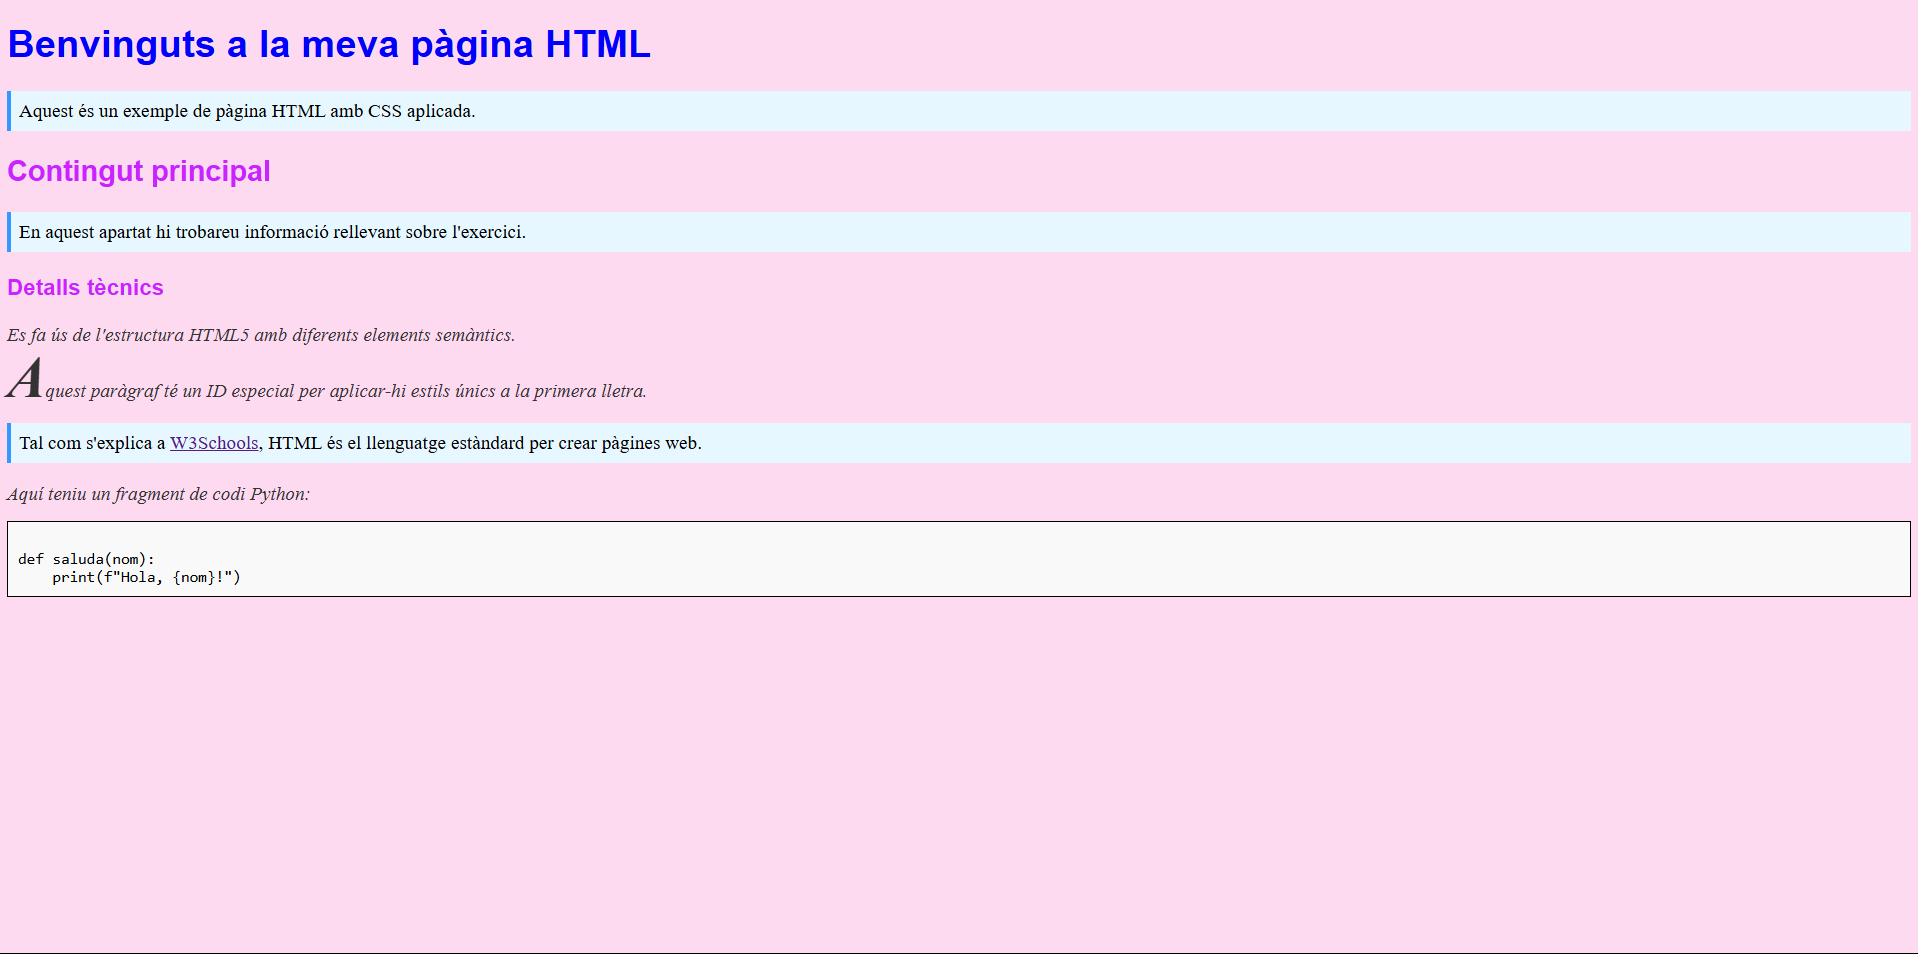 Benvinguts a la meva pàgina HTML
Aquest és un exemple de pàgina HTML amb CSS aplicada.
Contingut principal
En aquest apartat hi trobareu informació rellevant sobre l'exercici.
Detalls tècnics
Es fa ús de l'estructura HTML5 amb diferents elements semàntics.
Aquest paràgraf té un ID especial per aplicar-hi estils únics a la primera lletra.
Tal com s'explica a W3Schools, HTML és el llenguatge estàndard per crear pàgines web.
Aquí teniu un fragment de codi Python:
def saluda(nom):
    print(f"Hola, {nom}!")